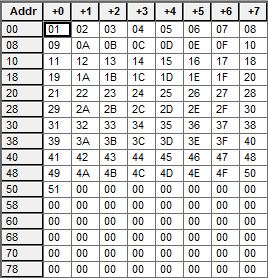 Addr +0 +1 +2 +3 +4 +5 +6 +7
00 01 02 03 04 05 06 07 08
08 09 0A 0B 0C 0D 0E 0F 10
10 11 12 13 14 15 16 17 18
18 19 1A 1B 1C 1D 1E 1F 20
20 21 22 23 24 25 26 27 28
28 29 2A 2B 2C 2D 2E 2F 30
30 31 32 33 34 35 36 37 38
38 39 3A 3B 3C 3D 3E 3F 40
40 41 42 43 44 45 46 47 48
48 49 4A 4B 4C 4D 4E 4F 50
50 51 00 00 00 00 00 00 00
58 00 00 00 00 00 00 00 00
60 00 00 00 00 00 00 00 00
68 00 00 00 00 00 00 00 00
70 00 00 00 00 00 00 00 00
78 00 00 00 00 00 00 00 00